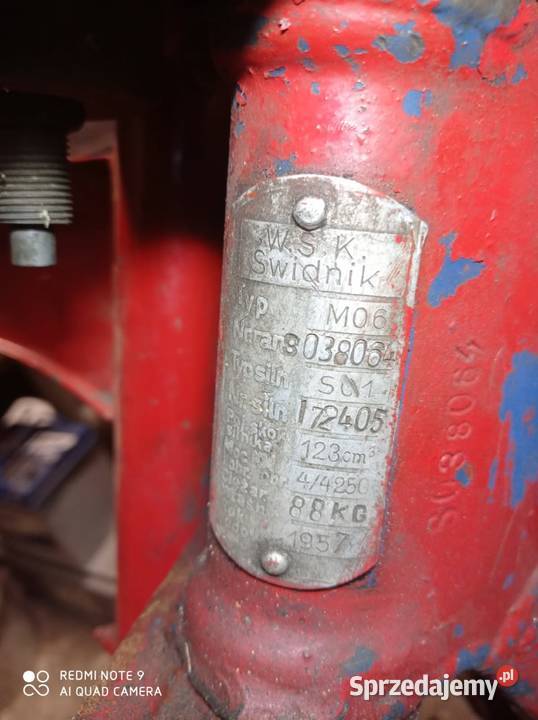 W.S.K.
Swidnik
Typ M06
Nr.ram S038064
Typ siln S01
Nr siln 172405
123cm³
4/4250
88KG
1957
S038064
REDMI NOTE 9
AI QUAD CAMERA
Sprzedajemy.pl